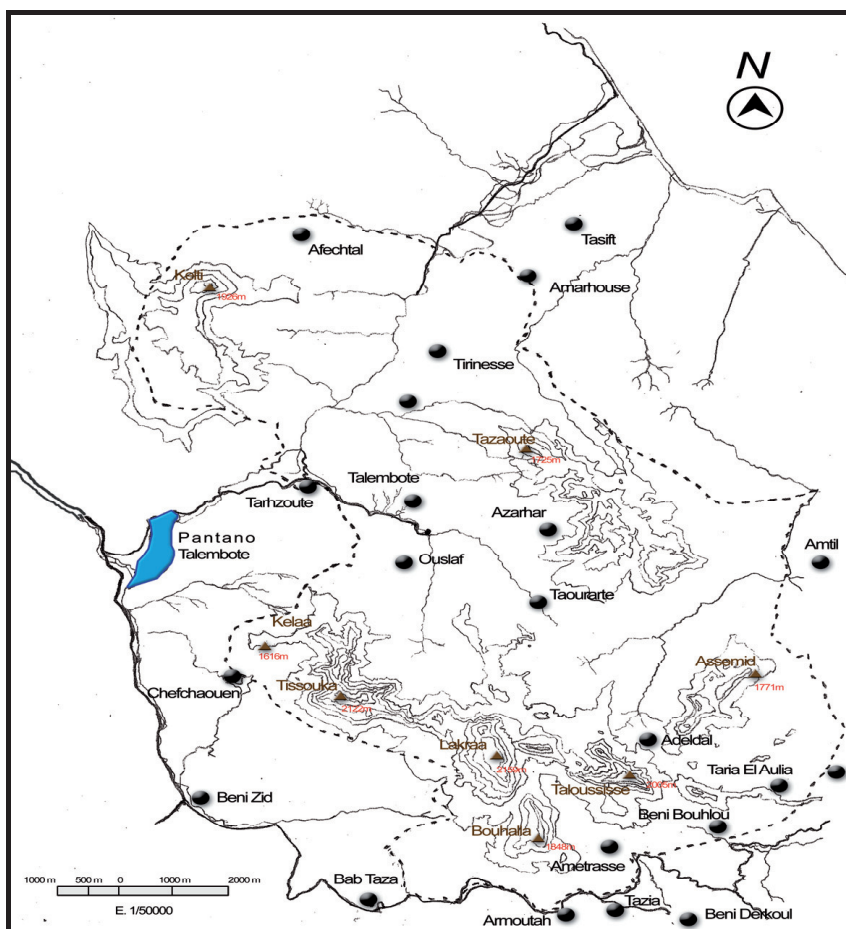 N
Tasift
Afechtal
Kelti
1926m
Amarhouse
Tirinesse
Tazaoute
1725m
Talembote
Tarhzoute
Azarhar
Pantano
Talembote
Ouslaf
Amtil
Taourarte
Kelaa
1616m
Assemid
1771m
Chefchaouen
Tissouka
2122m
Adeldal
Lakraa
2159m
Taria El Aulia
Taloussisse
Beni Zid
Beni Bouhlou
Bouhalla
1848m
Ametrasse
1000 m 500 m 0 1000 m 2000 m
E. 1/50000
Bab Taza
Armoutah
Tazia
Beni Derkoul